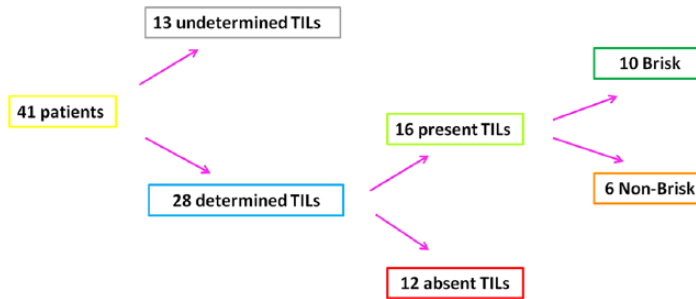 13 undetermined TILs
10 Brisk
41 patients
16 present TILs
28 determined TILs
6 Non-Brisk
12 absent TILs